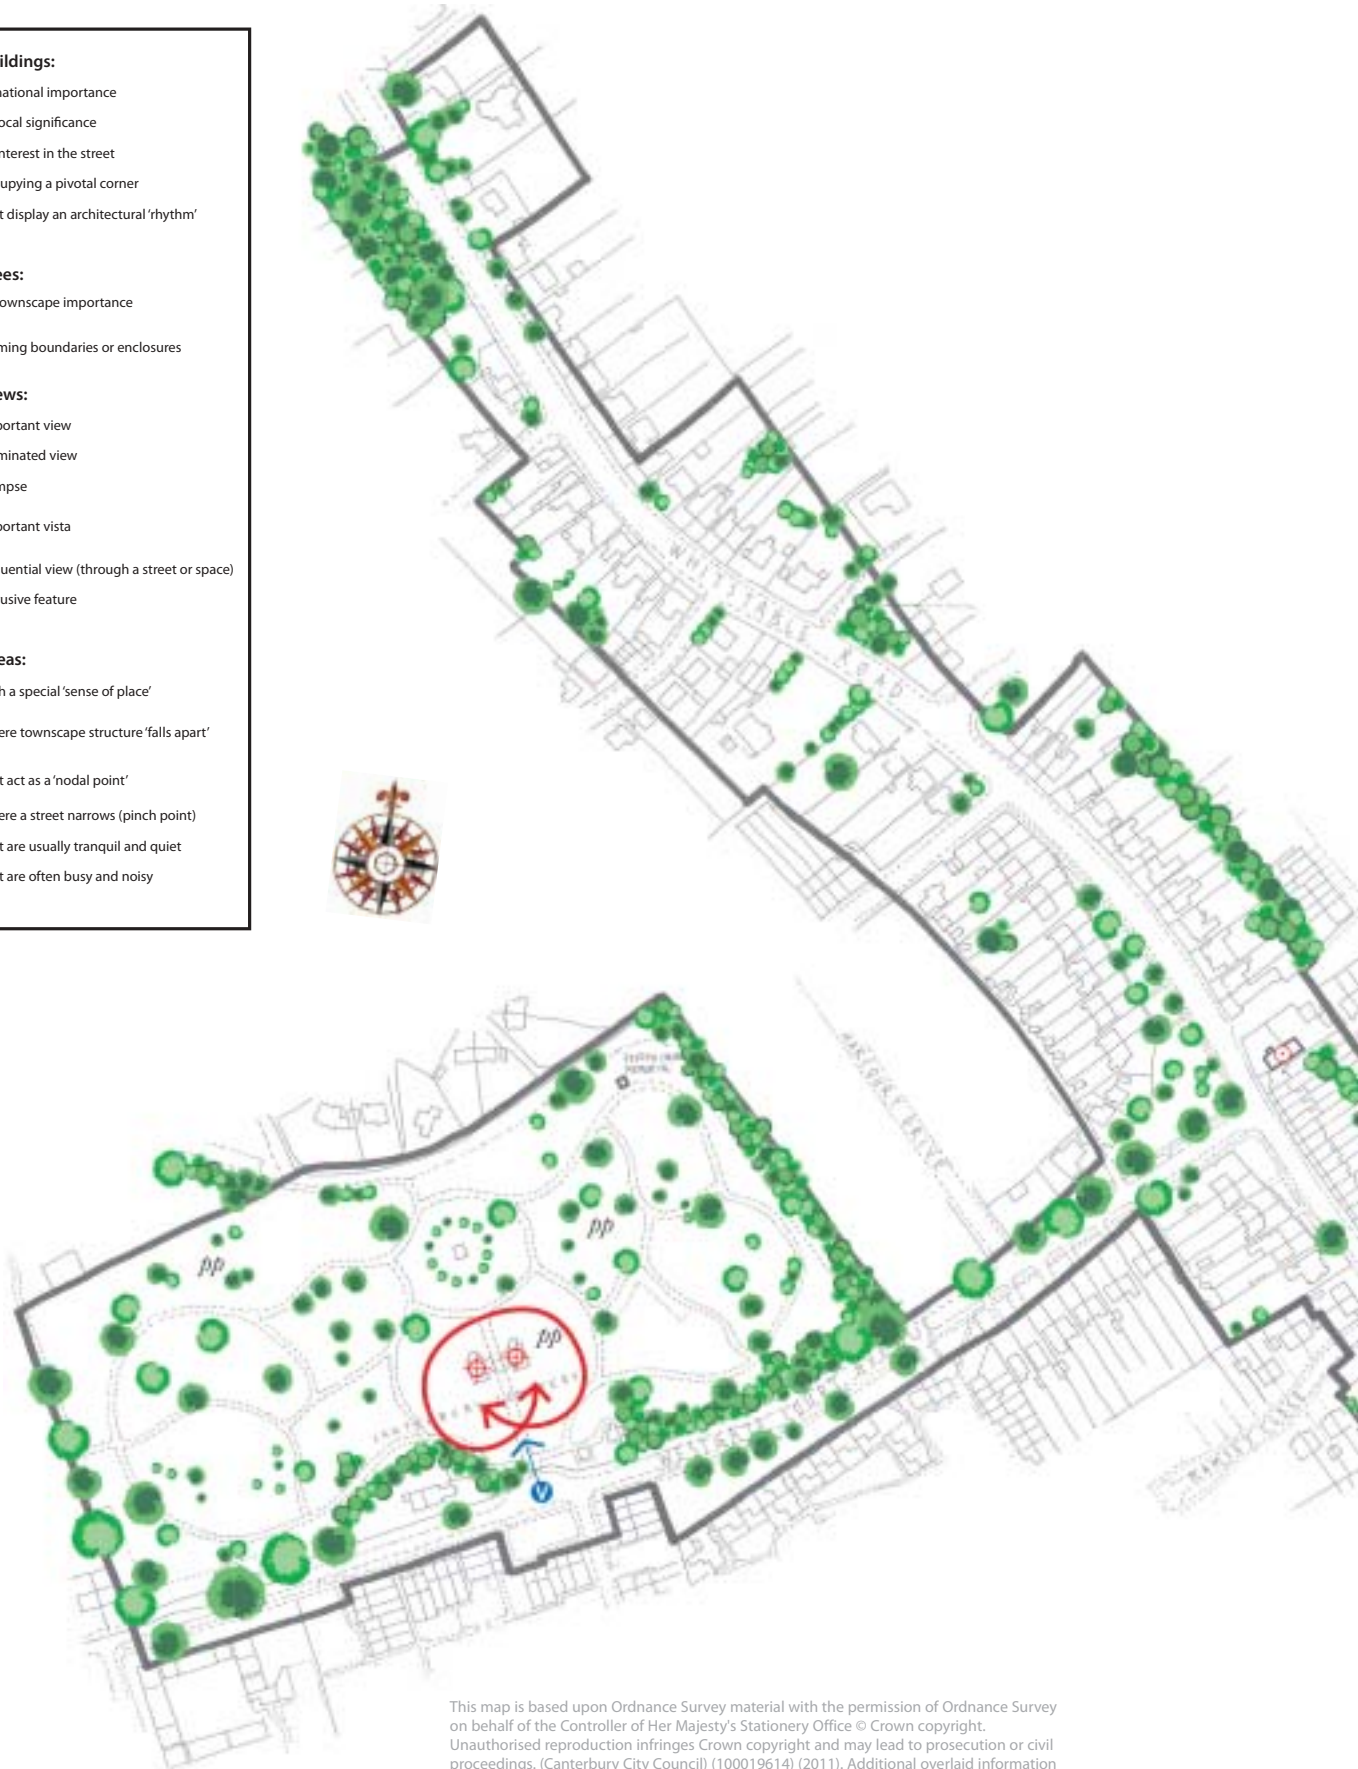 ildings:
national importance
ocal significance
nterest in the street
upying a pivotal corner
t display an architectural 'rhythm'
ees:
ownscape importance
ming boundaries or enclosures
ews:
portant view
minated view
mpse
portant vista
uential view (through a street or space)
usive feature
eas:
h a special 'sense of place'
ere townscape structure 'falls apart'
t act as a 'nodal point'
ere a street narrows (pinch point)
t are usually tranquil and quiet
t are often busy and noisy
WHITSTABLE ROAD
pp
pp
pp
V
This map is based upon Ordnance Survey material with the permission of Ordnance Survey
on behalf of the Controller of Her Majesty's Stationery Office © Crown copyright.
Unauthorised reproduction infringes Crown copyright and may lead to prosecution or civil
proceedings. (Canterbury City Council) (100019614) (2011). Additional overlaid information